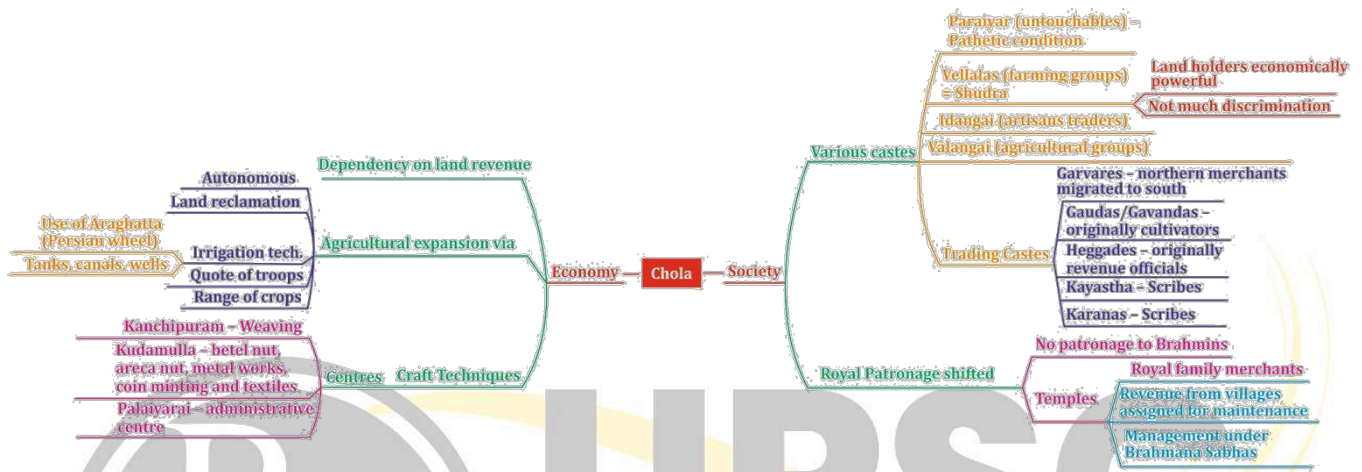 Chola
Economy
Dependency on land revenue
Agricultural expansion via
Autonomous
Land reclamation
Irrigation tech.
Use of Araghatta
(Persian wheel)
Tanks, canals, wells
Quote of troops
Range of crops
Craft Techniques
Centres
Kanchipuram – Weaving
Kudamulla – betel nut,
areca nut, metal works,
coin minting and textiles
Palaiyarai – administrative
centre
Society
Various castes
Paraiyar (untouchables) –
Pathetic condition
Vellalas (farming groups)
= Shudra
Land holders economically
powerful
Not much discrimination
Idangai (artisans traders)
Valangai (agricultural groups)
Trading Castes
Garvares – northern merchants
migrated to south
Gaudas/Gavandas –
originally cultivators
Heggades – originally
revenue officials
Kayastha – Scribes
Karanas – Scribes
Royal Patronage shifted
No patronage to Brahmins
Temples
Royal family merchants
Revenue from villages
assigned for maintenance
Management under
Brahmana Sabhas
UPSC